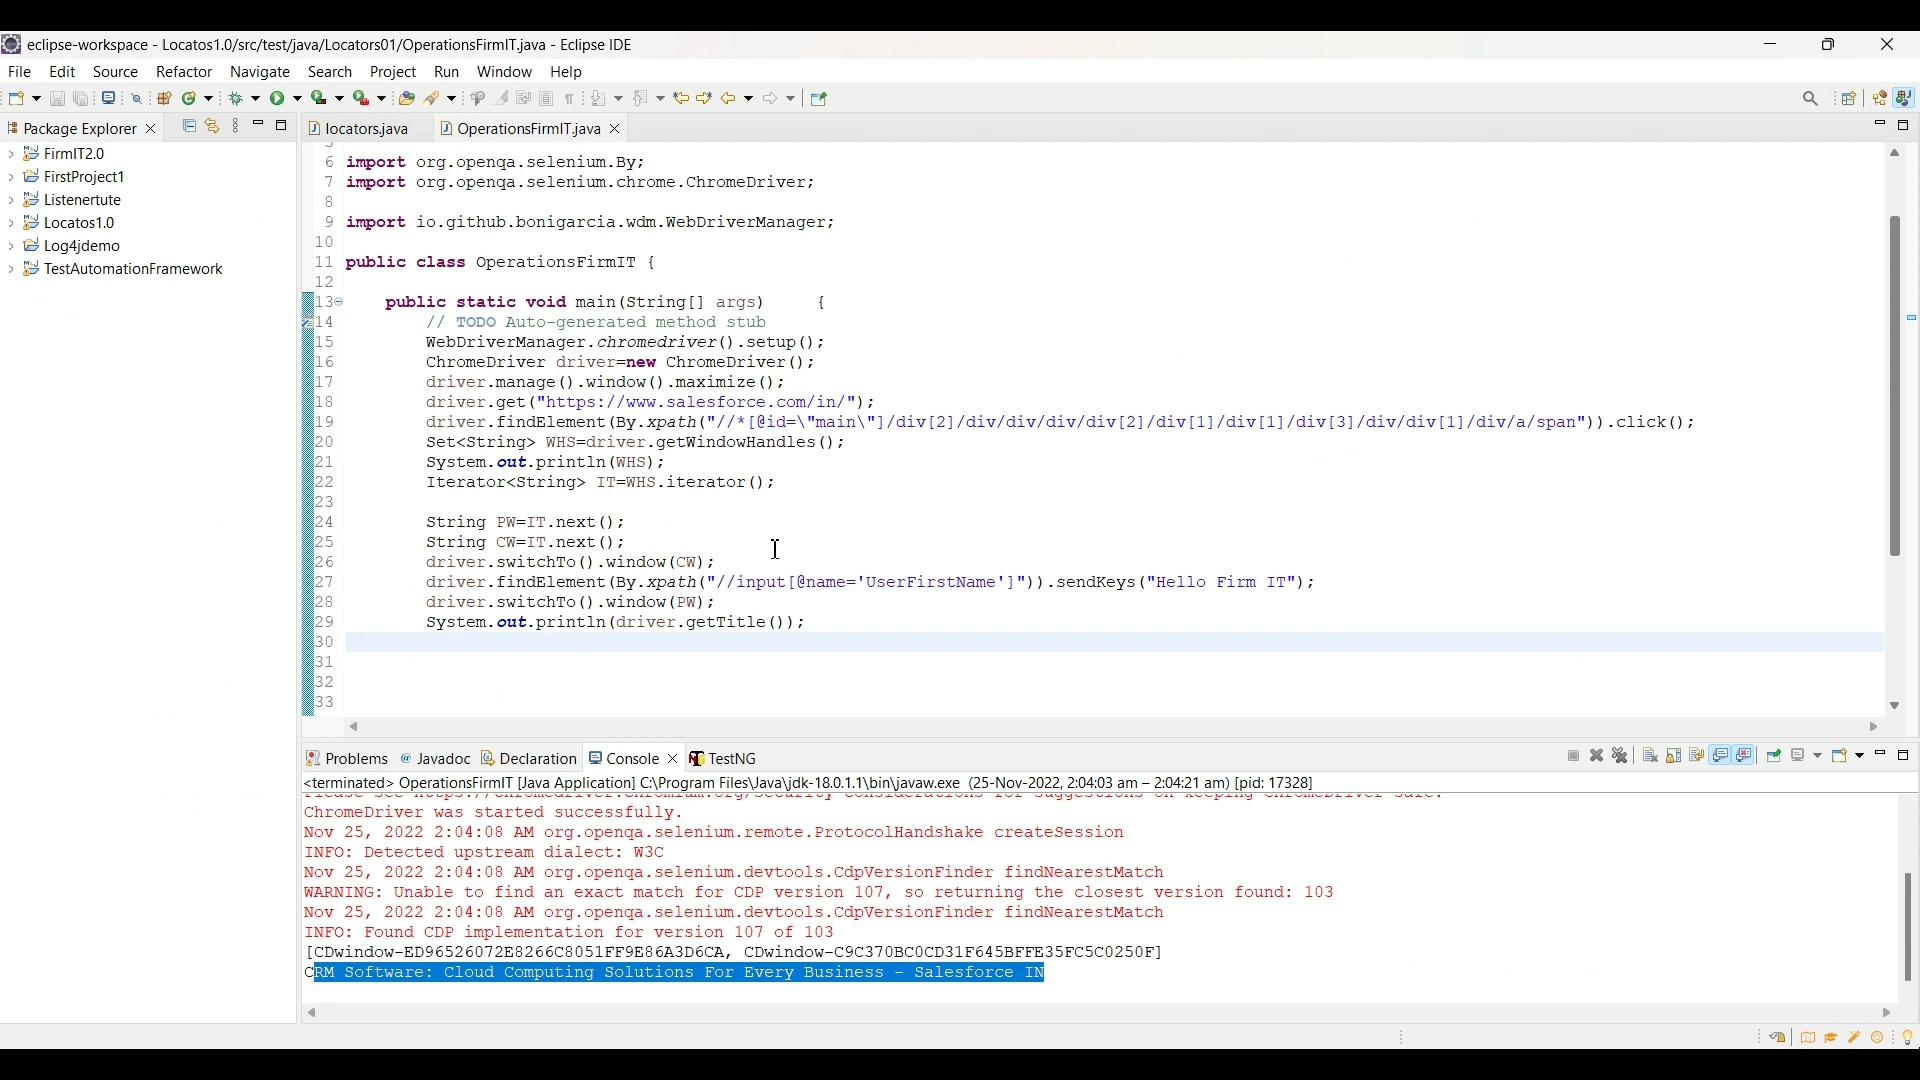 eclipse-workspace - Locatos1.0/src/test/java/Locators01/OperationsFirmIT.java - Eclipse IDE
File Edit Source Refactor Navigate Search Project Run Window Help
Package Explorer
locators.java OperationsFirmIT.java
FirmIT2.0
FirstProject1
Listenertute
Locatos1.0
Log4jdemo
TestAutomationFramework
6 import org.openqa.selenium.By;
7 import org.openqa.selenium.chrome.ChromeDriver;
8
9 import io.github.bonigarcia.wdm.WebDriverManager;
10
11 public class OperationsFirmIT {
12
13 public static void main(String[] args) {
14 // TODO Auto-generated method stub
15 WebDriverManager.chromedriver().setup();
16 ChromeDriver driver=new ChromeDriver();
17 driver.manage().window().maximize();
18 driver.get("https://www.salesforce.com/in/");
19 driver.findElement(By.xpath("//*[@id=\"main\"]/div[2]/div/div/div/div[2]/div[1]/div[1]/div[3]/div/div[1]/div/a/span")).click();
20 Set<String> WHS=driver.getWindowHandles();
21 System.out.println(WHS);
22 Iterator<String> IT=WHS.iterator();
23
24 String PW=IT.next();
25 String CW=IT.next();
26 driver.switchTo().window(CW);
27 driver.findElement(By.xpath("//input[@name='UserFirstName']")).sendKeys("Hello Firm IT");
28 driver.switchTo().window(PW);
29 System.out.println(driver.getTitle());
30
31
32
33
Problems @ Javadoc Declaration Console TestNG
<terminated> OperationsFirmIT [Java Application] C:\Program Files\Java\jdk-18.0.1.1\bin\javaw.exe (25-Nov-2022, 2:04:03 am – 2:04:21 am) [pid: 17328]
ChromeDriver was started successfully.
Nov 25, 2022 2:04:08 AM org.openqa.selenium.remote.ProtocolHandshake createSession
INFO: Detected upstream dialect: W3C
Nov 25, 2022 2:04:08 AM org.openqa.selenium.devtools.CdpVersionFinder findNearestMatch
WARNING: Unable to find an exact match for CDP version 107, so returning the closest version found: 103
Nov 25, 2022 2:04:08 AM org.openqa.selenium.devtools.CdpVersionFinder findNearestMatch
INFO: Found CDP implementation for version 107 of 103
[CDwindow-ED96526072E8266C8051FF9E86A3D6CA, CDwindow-C9C370BC0CD31F645BFFE35FC5C0250F]
CRM Software: Cloud Computing Solutions For Every Business - Salesforce IN